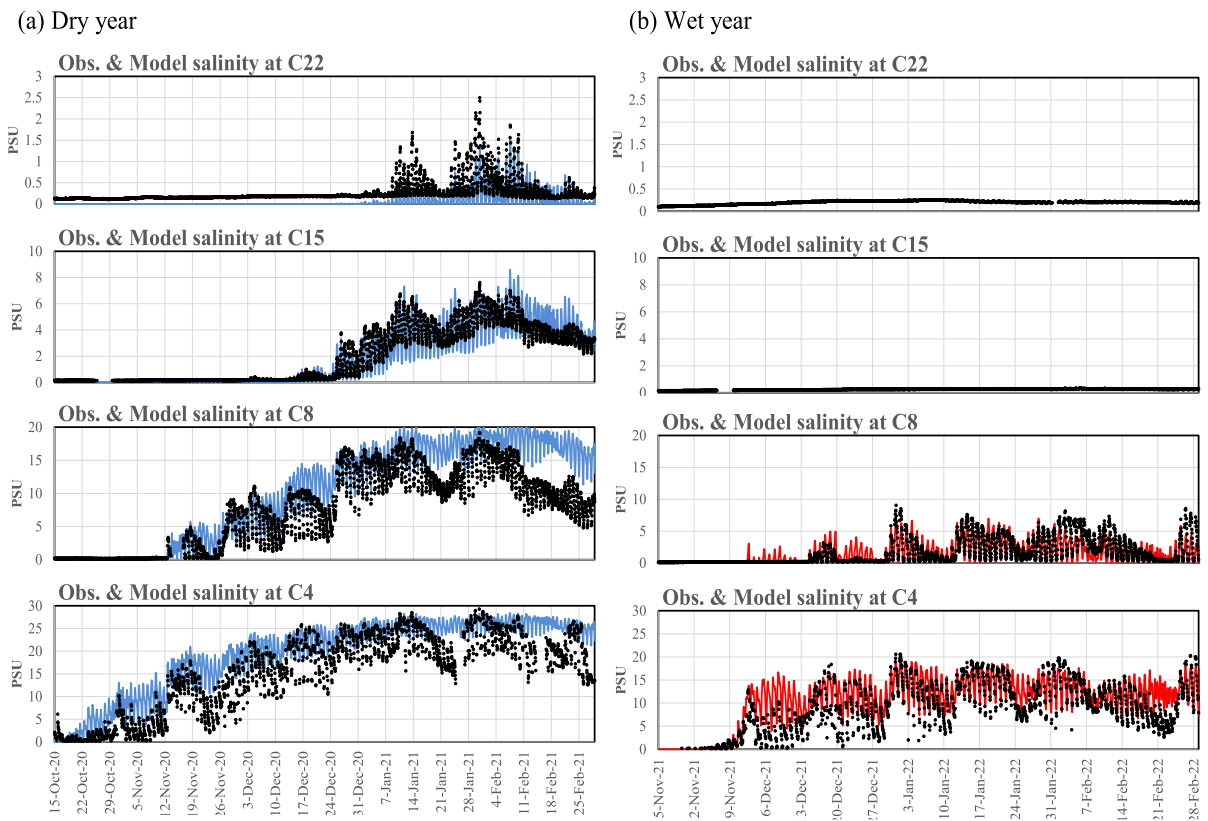 (a) Dry year
Obs. & Model salinity at C22
3
2.5
2
1.5
1
0.5
0
PSU
Obs. & Model salinity at C15
10
8
6
4
2
0
PSU
Obs. & Model salinity at C8
20
15
10
5
0
PSU
Obs. & Model salinity at C4
30
25
20
15
10
5
0
PSU
15-Oct-20
22-Oct-20
29-Oct-20
5-Nov-20
12-Nov-20
19-Nov-20
26-Nov-20
3-Dec-20
10-Dec-20
17-Dec-20
24-Dec-20
31-Dec-20
7-Jan-21
14-Jan-21
21-Jan-21
28-Jan-21
4-Feb-21
11-Feb-21
18-Feb-21
25-Feb-21
(b) Wet year
Obs. & Model salinity at C22
3
2.5
2
1.5
1
0.5
0
PSU
Obs. & Model salinity at C15
10
8
6
4
2
0
PSU
Obs. & Model salinity at C8
20
15
10
5
0
PSU
Obs. & Model salinity at C4
30
25
20
15
10
5
0
PSU
5-Nov-21
2-Nov-21
9-Nov-21
6-Dec-21
13-Dec-21
20-Dec-21
27-Dec-21
3-Jan-22
10-Jan-22
17-Jan-22
24-Jan-22
31-Jan-22
7-Feb-22
14-Feb-22
21-Feb-22
28-Feb-22